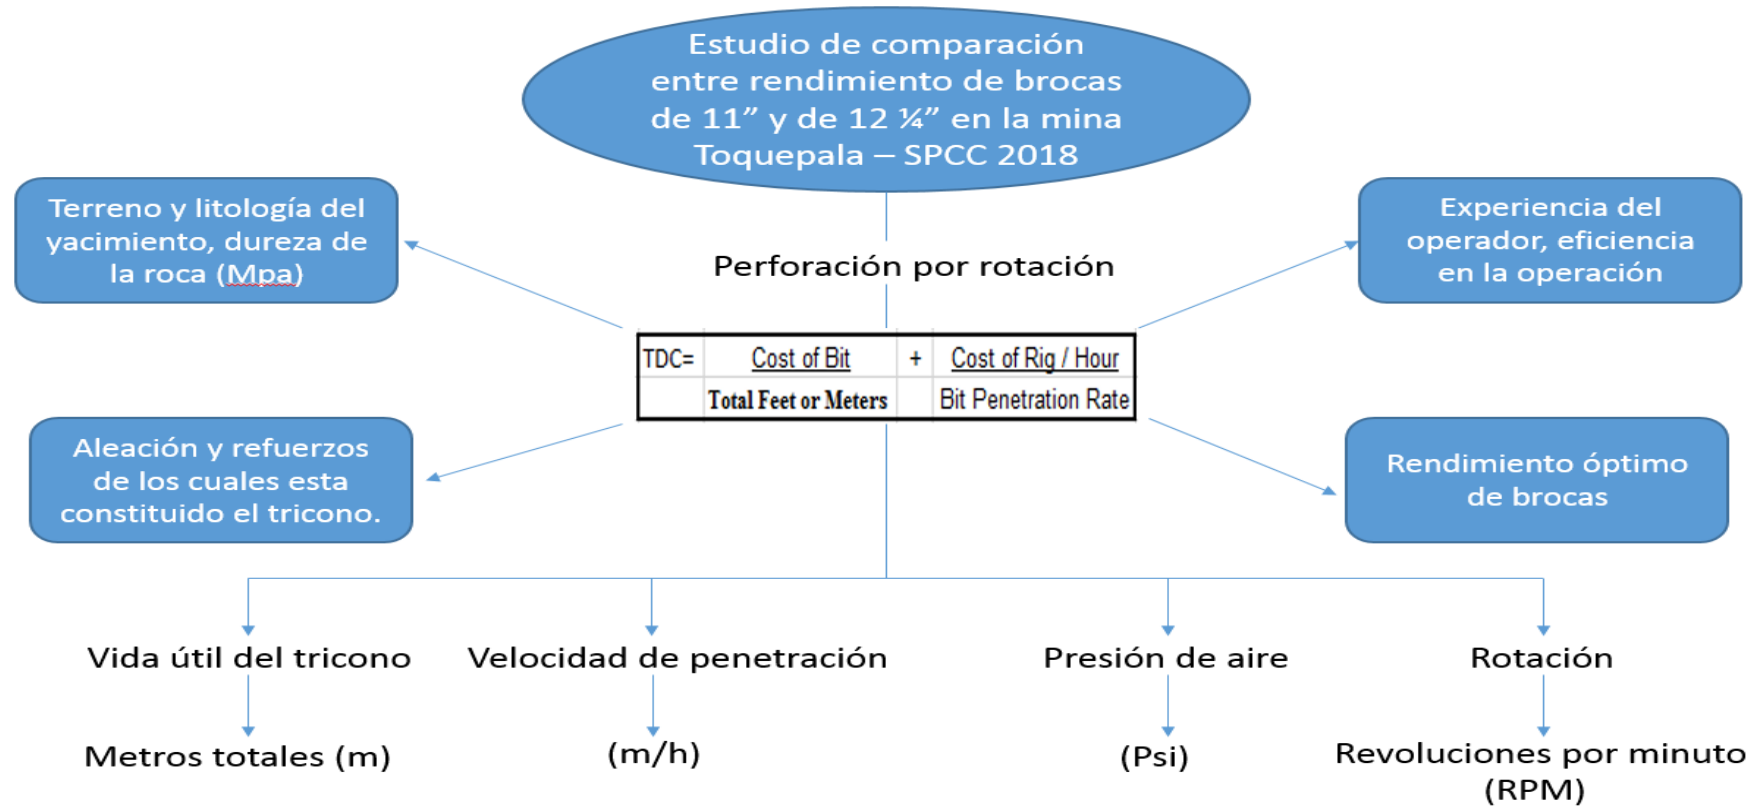 Estudio de comparación
entre rendimiento de brocas
de 11” y de 12 ¼” en la mina
Toquepala – SPCC 2018
Terreno y litología del
yacimiento, dureza de
la roca (Mpa)
Experiencia del
operador, eficiencia
en la operación
Perforación por rotación
TDC= Cost of Bit + Cost of Rig / Hour
Total Feet or Meters Bit Penetration Rate
Aleación y refuerzos
de los cuales esta
constituido el tricono.
Rendimiento óptimo
de brocas
Vida útil del tricono
Velocidad de penetración
Presión de aire
Rotación
Metros totales (m)
(m/h)
(Psi)
Revoluciones por minuto
(RPM)